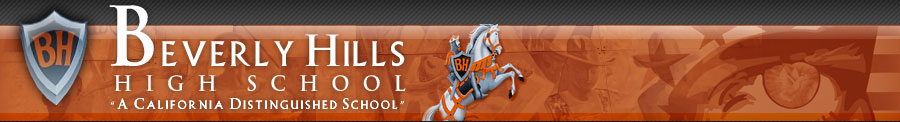 BH
BEVERLY HILLS
HIGH SCHOOL
"A CALIFORNIA DISTINGUISHED SCHOOL"
BH